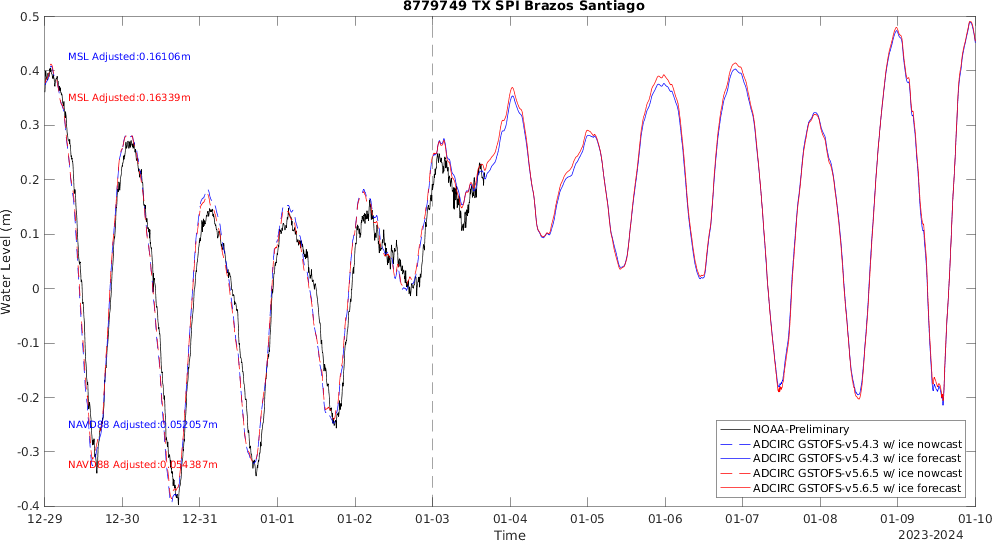 8779749 TX SPI Brazos Santiago
Water Level (m)
0.5
0.4
0.3
0.2
0.1
0
-0.1
-0.2
-0.3
-0.4
MSL Adjusted:0.16106m
MSL Adjusted:0.16339m
NAVD88 Adjusted:0.052057m
NAVD88 Adjusted:0.054387m
NOAA-Preliminary
ADCIRC GSTOFS-v5.4.3 w/ ice nowcast
ADCIRC GSTOFS-v5.4.3 w/ ice forecast
ADCIRC GSTOFS-v5.6.5 w/ ice nowcast
ADCIRC GSTOFS-v5.6.5 w/ ice forecast
12-29 12-30 12-31 01-01 01-02 01-03 01-04 01-05 01-06 01-07 01-08 01-09 01-10
Time
2023-2024